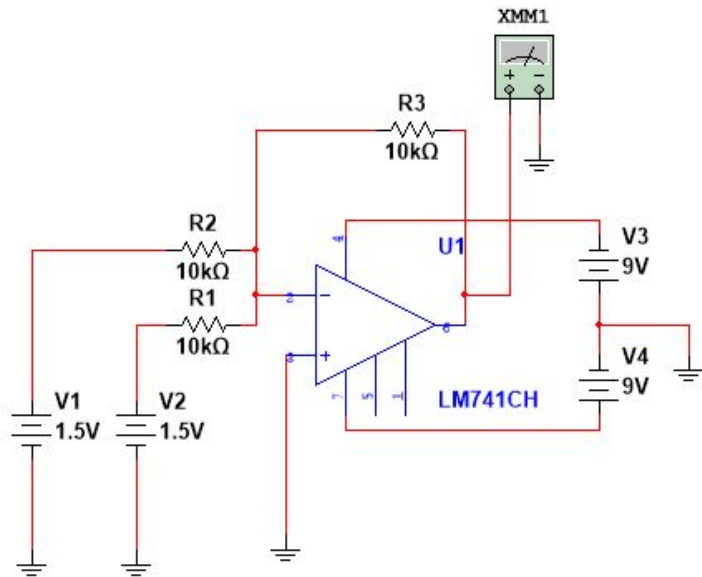 XMM1
+ −
R3
10kΩ
R2
10kΩ
4
U1
V3
9V
2
−
R1
10kΩ
6
3
+
V4
9V
7
5
1
LM741CH
V1
1.5V
V2
1.5V